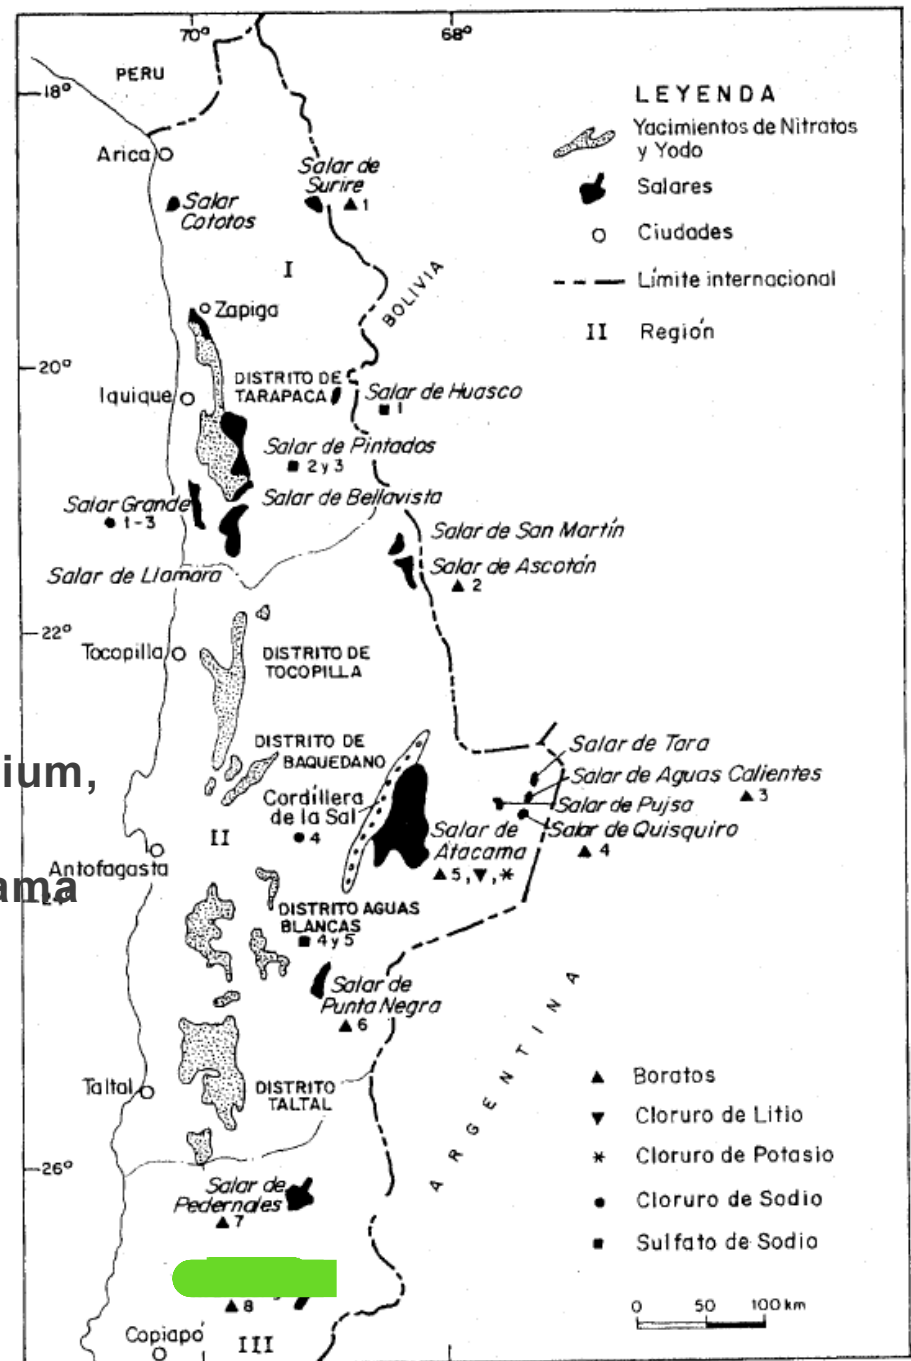 70°
68°
PERU
18°
LEYENDA
Yacimientos de Nitratos
y Yodo
Salares
Ciudades
Límite internacional
II Región
Arica
Salar de
Surire
1
Salar
Cototos
I
BOLIVIA
Zapiga
20°
DISTRITO DE
TARAPACA
Iquique
Salar de Huasco
1
Salar de Pintados
2 y 3
Salar Grande
1-3
Salar de Bellavista
Salar de San Martín
Salar de Ascotán
2
Salar de Llamara
22°
Tocopilla
DISTRITO DE
TOCOPILLA
DISTRITO DE
BAQUEDANO
Salar de Tara
ium,
Salar de Aguas Calientes
3
Cordillera
de la Sal
4
Salar de Pujsa
Salar de Quisquiro
4
II
Salar de
Atacama
5, ,*
Antofagasta
ama
DISTRITO AGUAS
BLANCAS
4 y 5
Salar de
Punta Negra
6
ARGENTINA
Taltal
DISTRITO
TALTAL
Boratos
Cloruro de Litio
Cloruro de Potasio
Cloruro de Sodio
Sulfato de Sodio
26°
Salar de
Pedernales
7
8
Copiapó
III
0 50 100 km